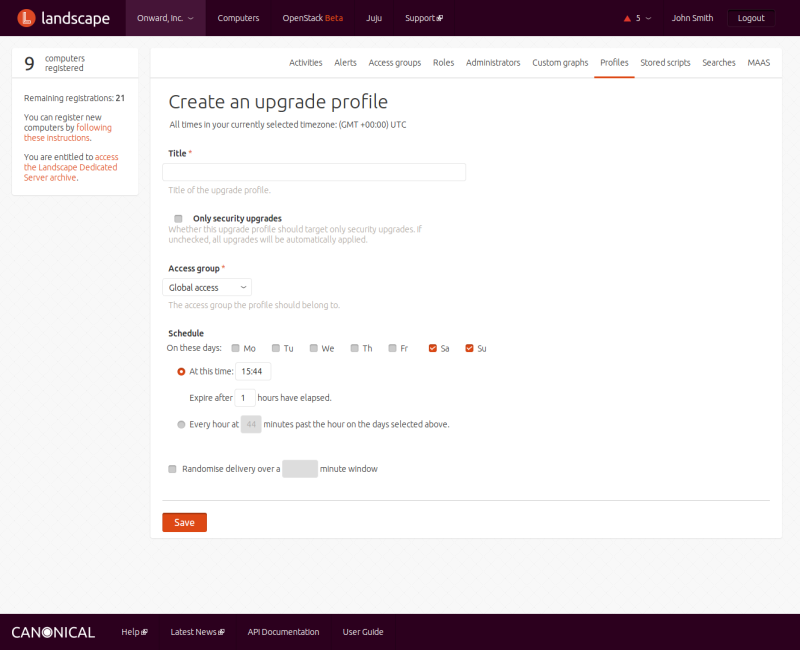 landscape
Onward, Inc.
Computers
OpenStack Beta
Juju
Support
5
John Smith
Logout
9 computers
registered
Remaining registrations: 21
You can register new
computers by following
these instructions.
You are entitled to access
the Landscape Dedicated
Server archive.
Activities
Alerts
Access groups
Roles
Administrators
Custom graphs
Profiles
Stored scripts
Searches
MAAS
Create an upgrade profile
All times in your currently selected timezone: (GMT +00:00) UTC
Title *
Title of the upgrade profile.
Only security upgrades
Whether this upgrade profile should target only security upgrades. if
unchecked, all upgrades will be automatically applied.
Access group *
Global access
The access group the profile should belong to.
Schedule
On these days: Mo Tu We Th Fr Sa Su
At this time: 15:44
Expire after 1 hours have elapsed.
Every hour at 44 minutes past the hour on the days selected above.
Randomise delivery over a minute window
Save
CANONICAL
Help
Latest News
API Documentation
User Guide